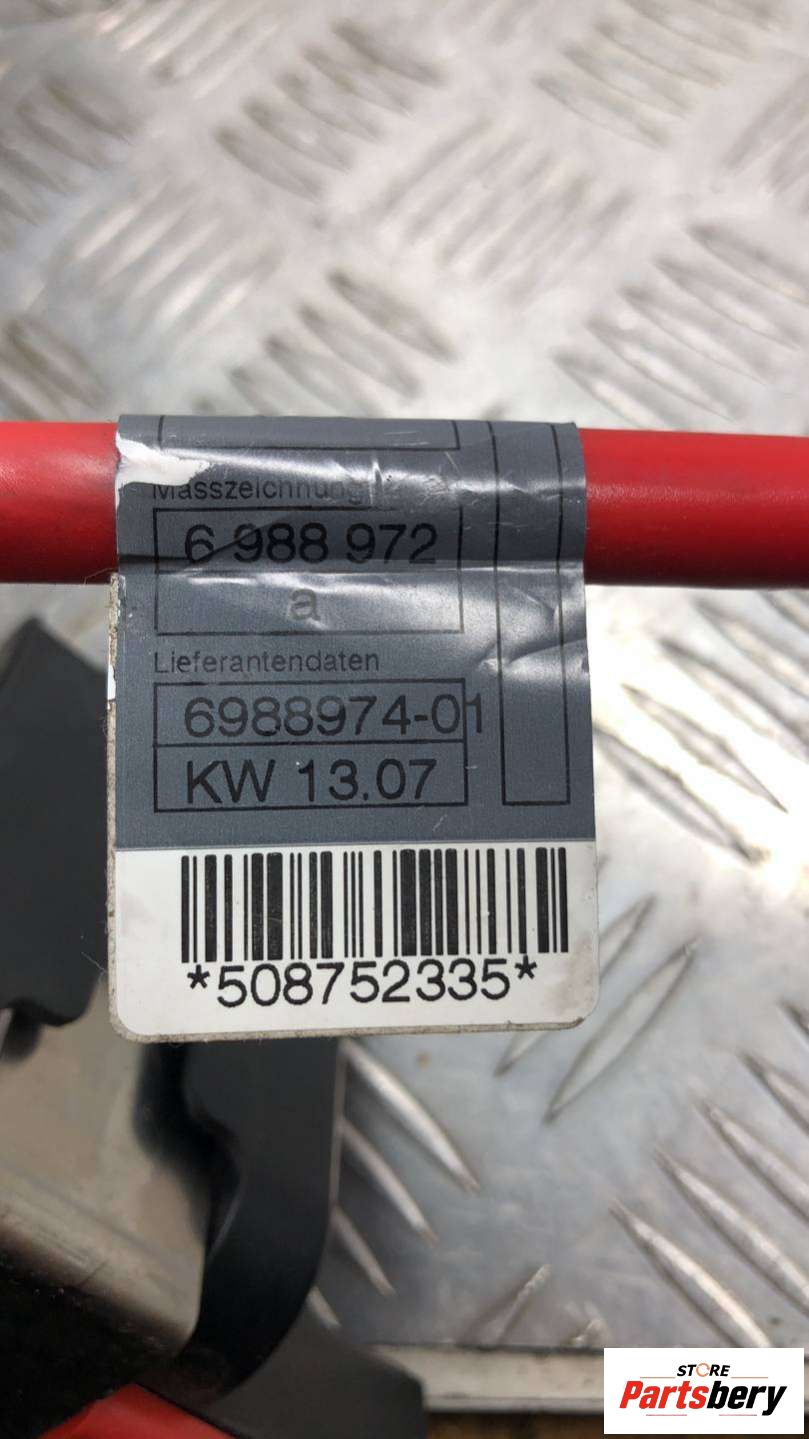 Masszeichnung
6 988 972
a
Lieferantendaten
6988974-01
KW 13.07
*508752335*
STORE
Partsbery